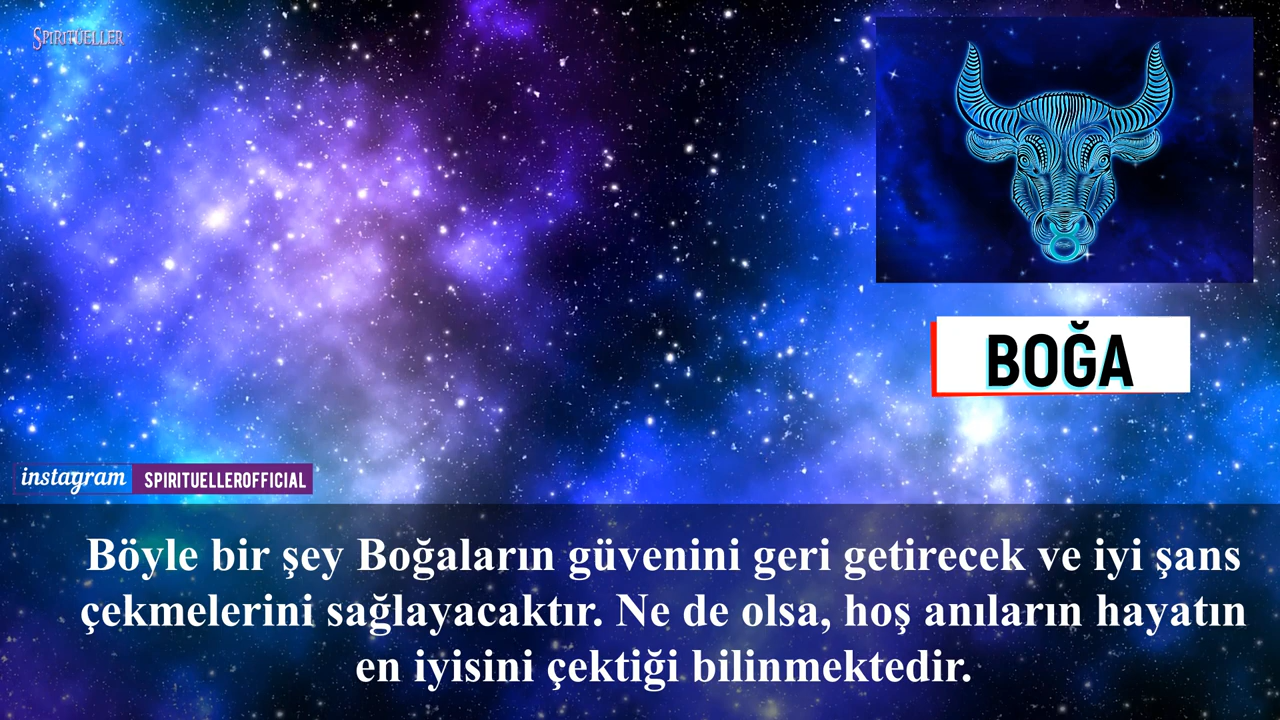 SPIRITUELLER
BOĞA
instagram SPIRITUELLEROFFICIAL
Böyle bir şey Boğaların güvenini geri getirecek ve iyi şans
çekmelerini sağlayacaktır. Ne de olsa, hoş anıların hayatın
en iyisini çektiği bilinmektedir.